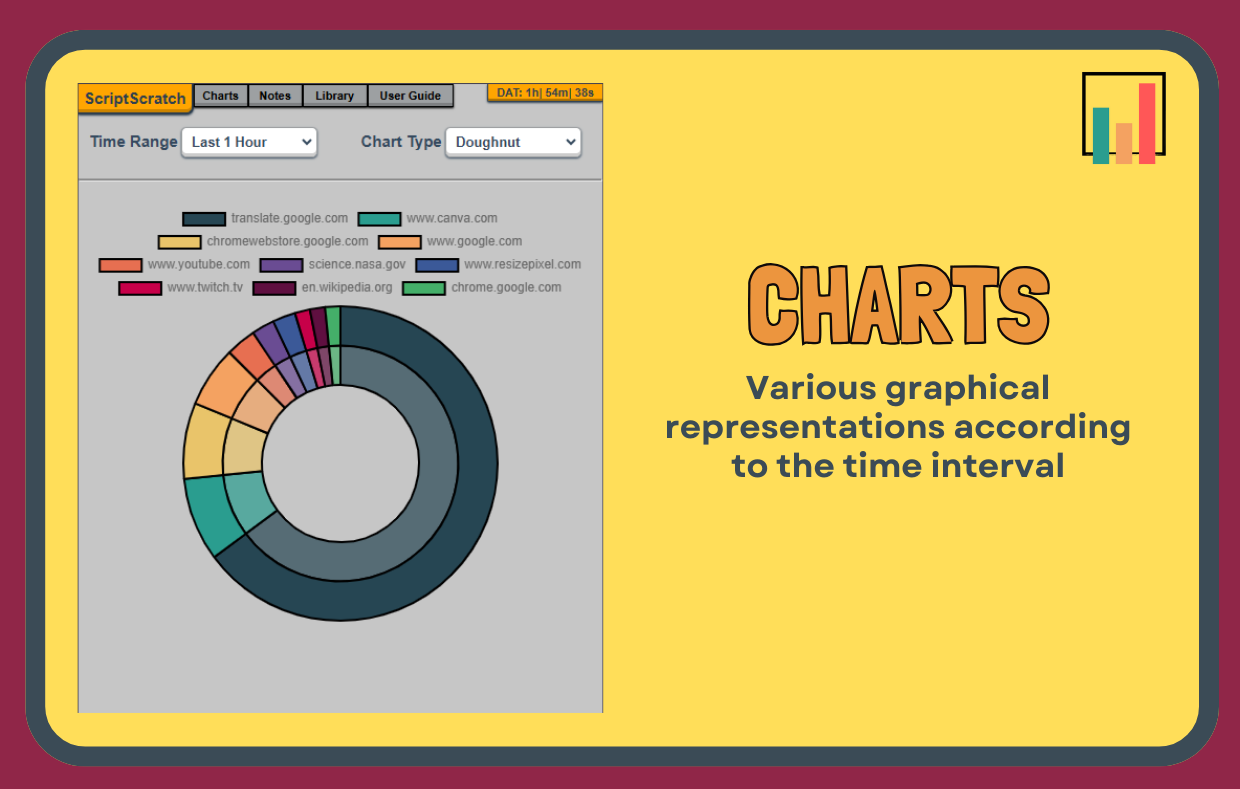 ScriptScratch Charts Notes Library User Guide DAT: 1h| 54m| 38s
Time Range Last 1 Hour Chart Type Doughnut
translate.google.com www.canva.com
chromewebstore.google.com www.google.com
www.youtube.com science.nasa.gov www.resizepixel.com
www.twitch.tv en.wikipedia.org chrome.google.com
CHARTS
Various graphical
representations according
to the time interval